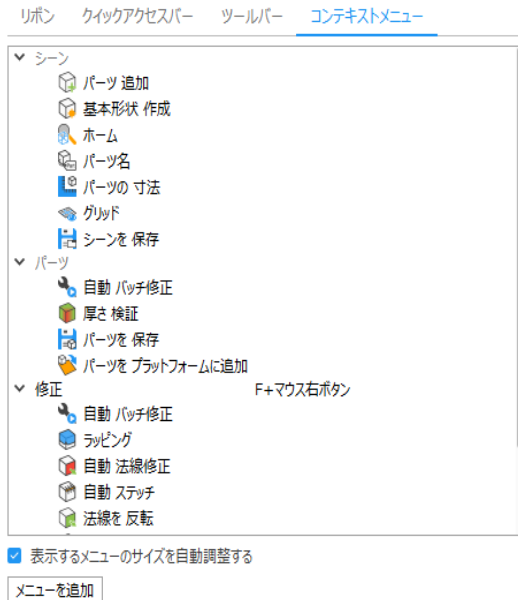 リボン クイックアクセスバー ツールバー コンテキストメニュー
シーン
パーツ 追加
基本形状 作成
ホーム
パーツ名
パーツの 寸法
グリッド
シーンを 保存
パーツ
自動 バッチ修正
厚さ 検証
パーツを 保存
パーツを プラットフォームに追加
修正 F+マウス右ボタン
自動 バッチ修正
ラッピング
自動 法線修正
自動 ステッチ
法線を 反転
表示するメニューのサイズを自動調整する
メニューを追加